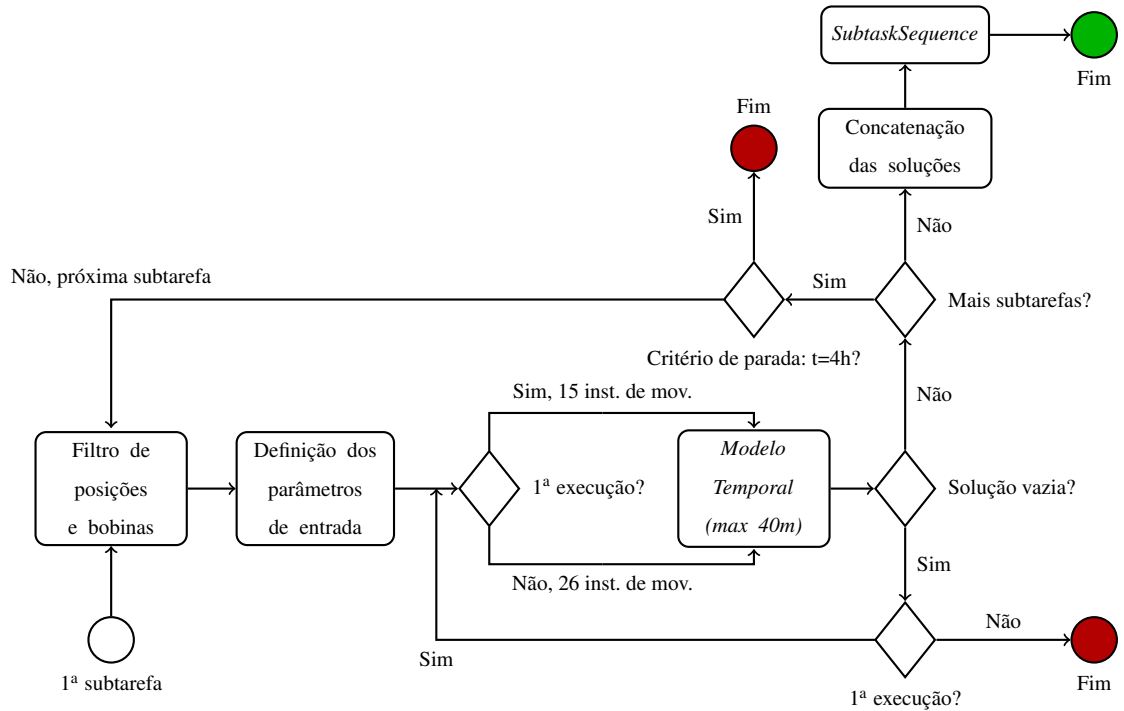 SubtaskSequence
Fim
Fim
Concatenação
das soluções
Sim
Não
Não, próxima subtarefa
Sim
Mais subtarefas?
Critério de parada: t=4h?
Sim, 15 inst. de mov.
Não
Filtro de
posições
e bobinas
Definição dos
parâmetros
de entrada
1ª execução?
Modelo
Temporal
(max 40m)
Solução vazia?
Não, 26 inst. de mov.
Sim
Não
Sim
1ª subtarefa
1ª execução?
Fim